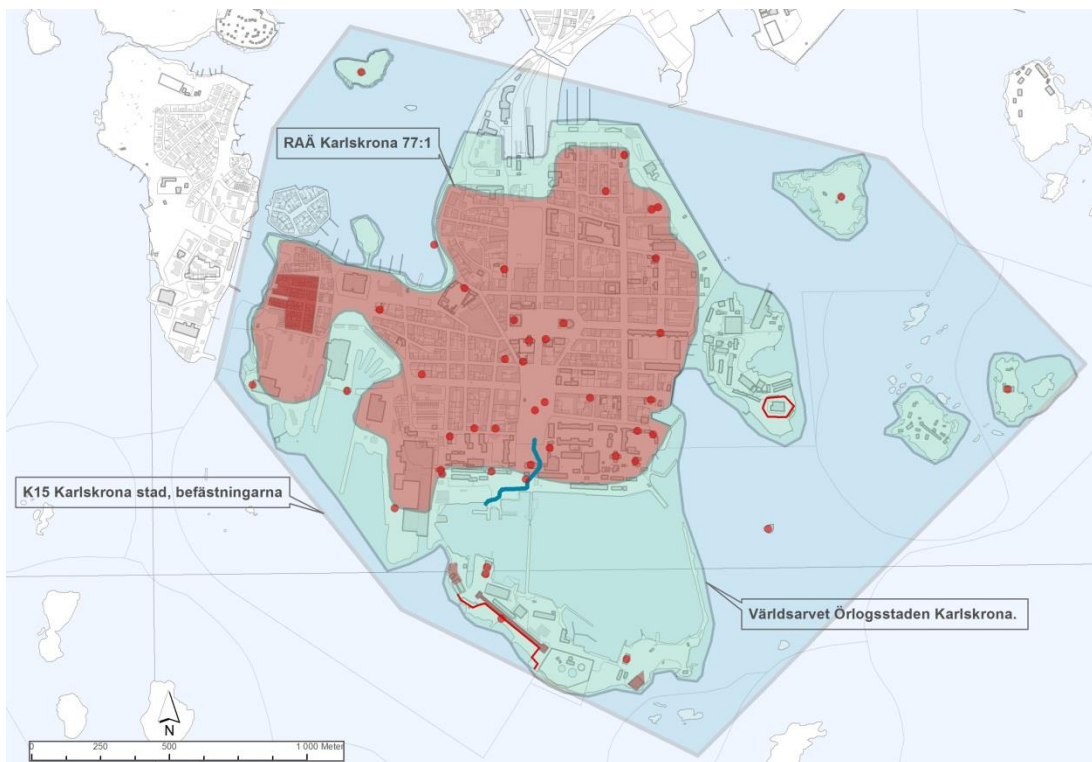 RAÄ Karlskrona 77:1
K15 Karlskrona stad, befästningarna
Världsarvet Örlogsstaden Karlskrona.
N
0 250 500 1 000 Meter